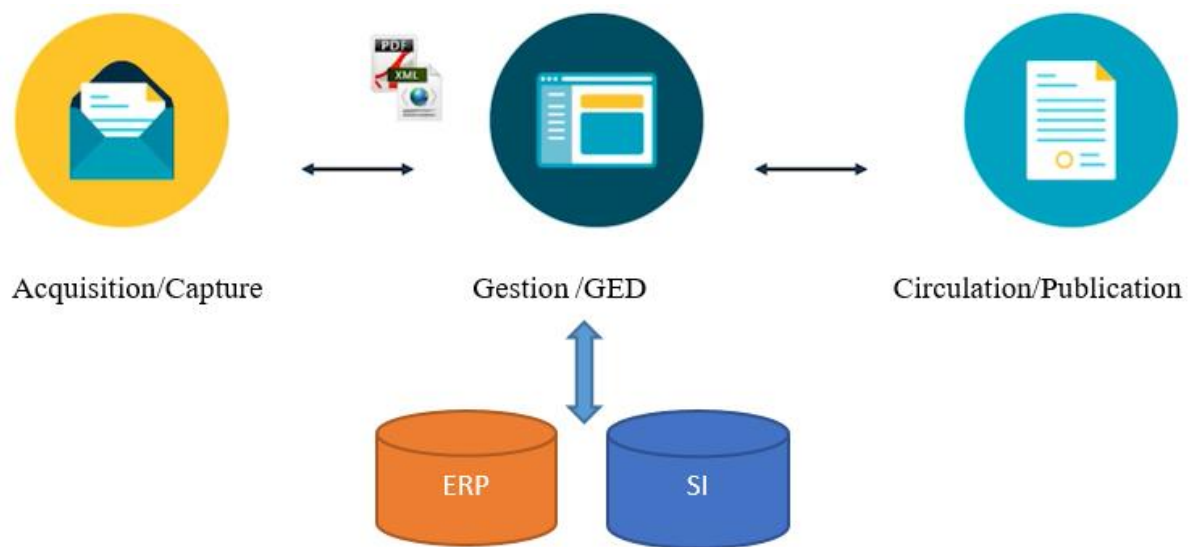 PDF
XML
Acquisition/Capture
Gestion /GED
Circulation/Publication
ERP
SI